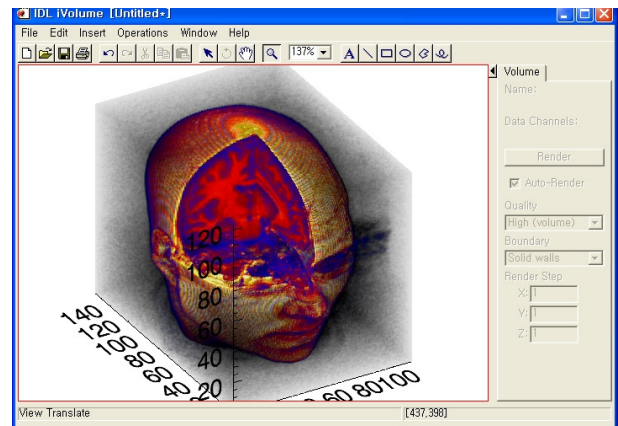 IDL iVolume [Untitled*]
File Edit Insert Operations Window Help
137%
A
Volume
Name:
Data Channels:
Render
Auto-Render
Quality
High (volume)
Boundary
Solid walls
Render Step
X: 1
Y: 1
Z: 1
120
100
80
60
40
20
140
120
100
80
60
40
60 80 100
View Translate
[437,398]